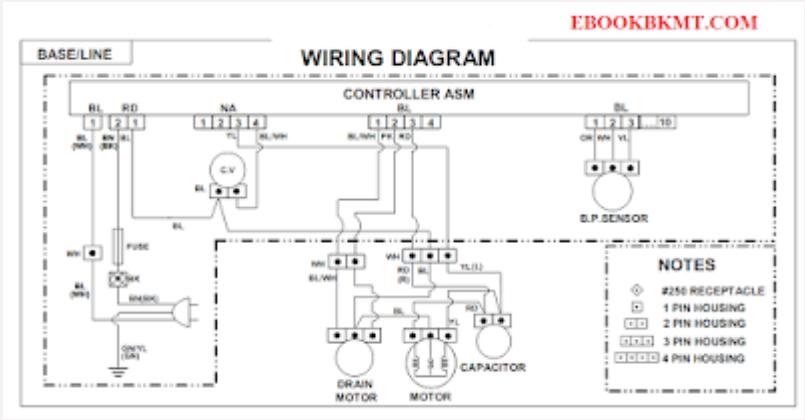 EBOOKBKMT.COM
BASE/LINE
WIRING DIAGRAM
CONTROLLER ASM
BL RD NA BL BL
1 2 1 1 2 3 4 1 2 3 4 1 2 3 ... 10
BL (WH) BN (BK) BL YL BL/WH BL/WH PK RD OR WH YL
C.V
BL
B.P.SENSOR
BL
FUSE
WH
BK
WH
BL/WH
WH
RD (R)
BL
YL(L)
BL (WH)
BN(BK)
BL
RD
YL
GN/YL (GN)
DRAIN MOTOR
MOTOR
CAPACITOR
NOTES
#250 RECEPTACLE
1 PIN HOUSING
2 PIN HOUSING
3 PIN HOUSING
4 PIN HOUSING